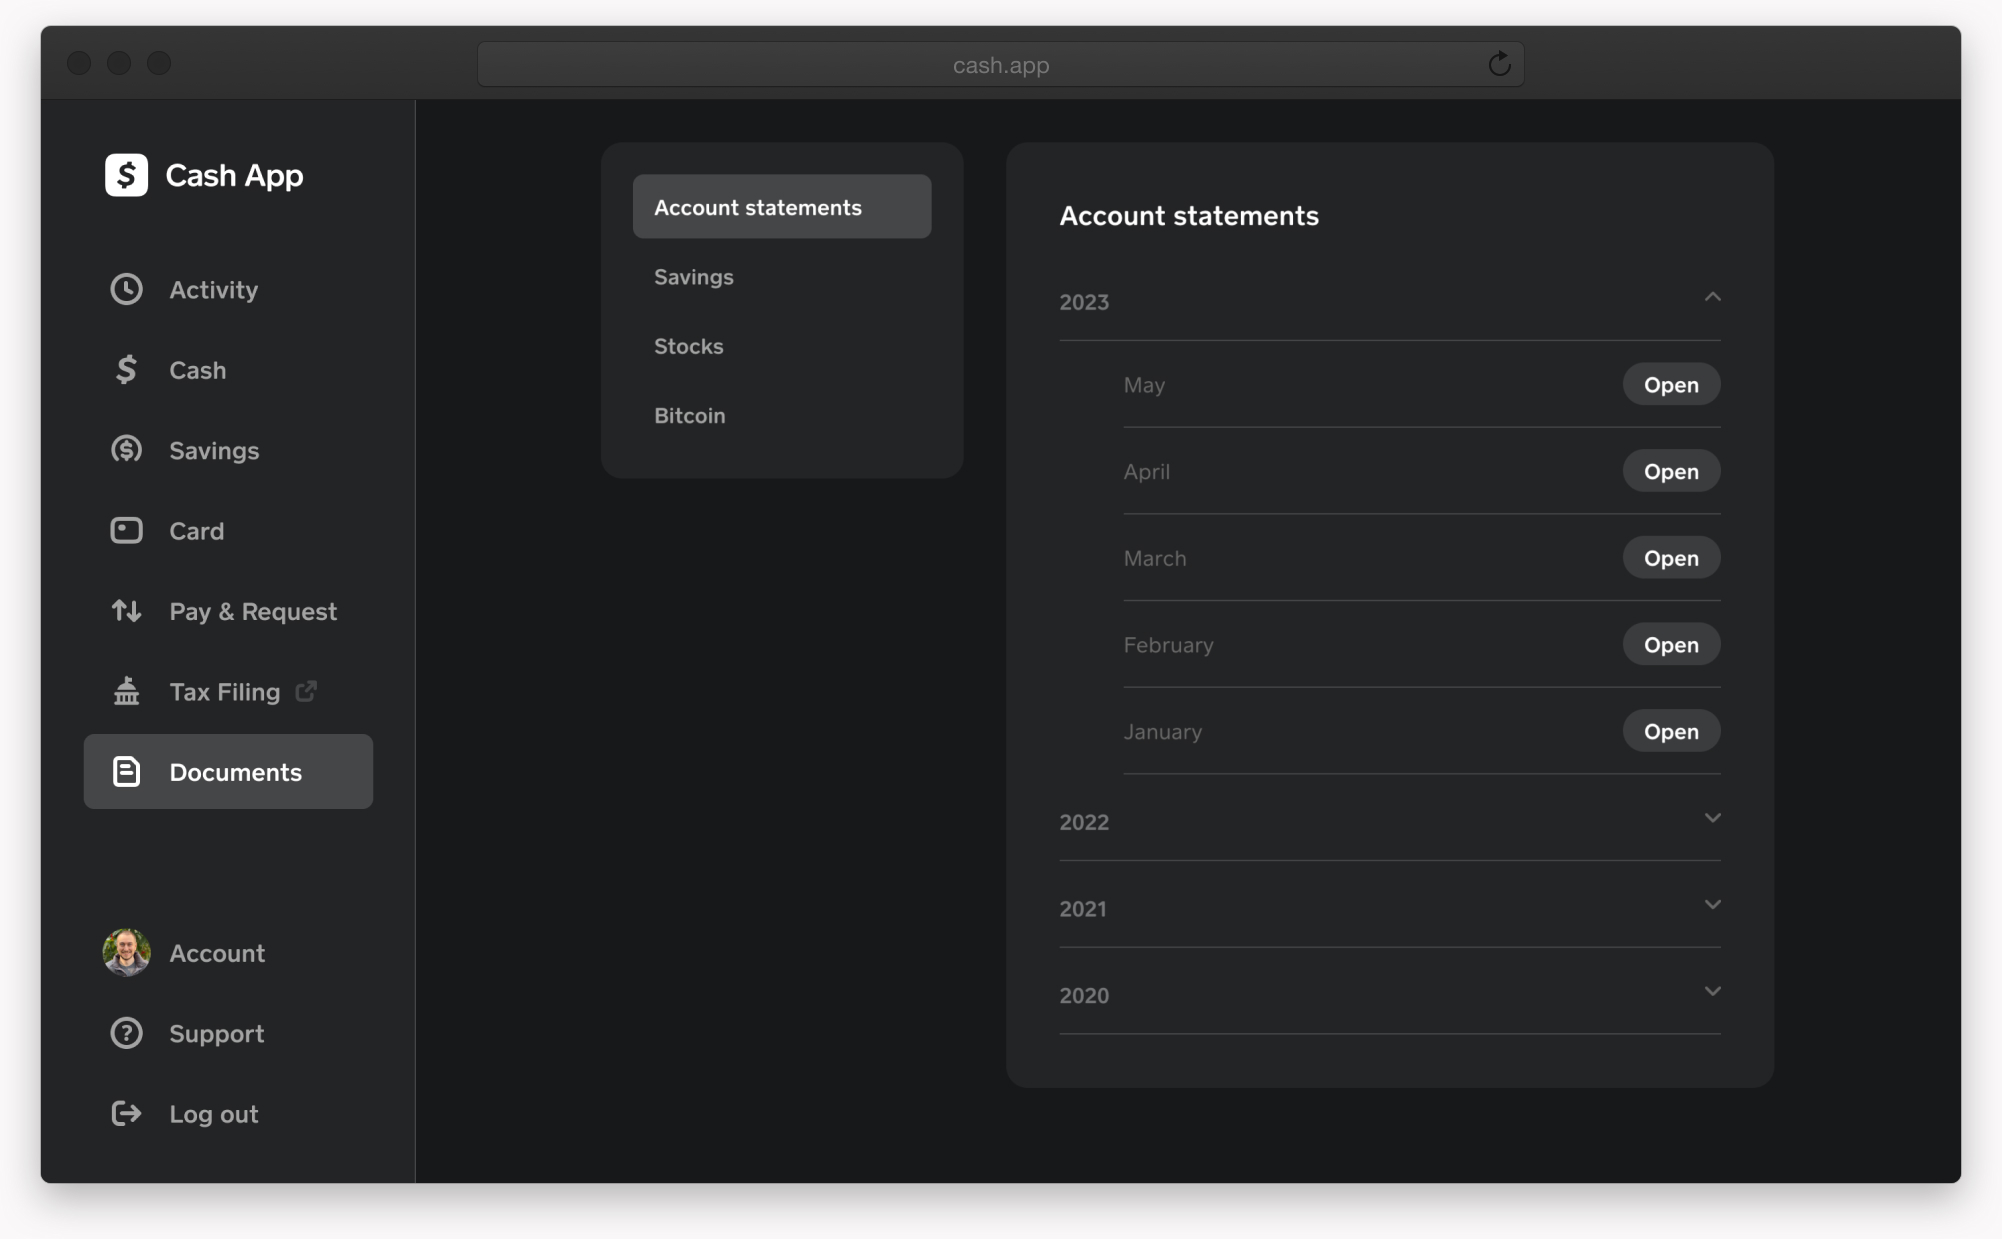 cash.app
$ Cash App
Activity
Cash
Savings
Card
Pay & Request
Tax Filing
Documents
Account
Support
Log out
Account statements
Savings
Stocks
Bitcoin
Account statements
2023
May Open
April Open
March Open
February Open
January Open
2022
2021
2020